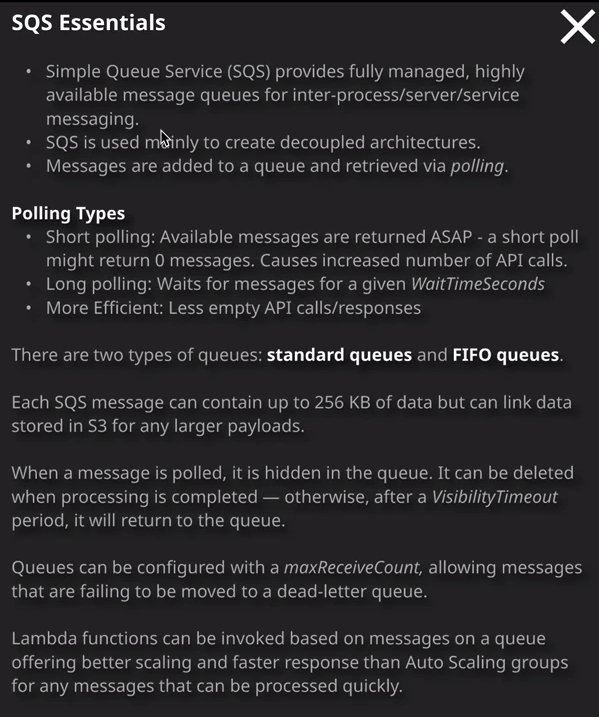 SQS Essentials
• Simple Queue Service (SQS) provides fully managed, highly
available message queues for inter-process/server/service
messaging.
• SQS is used mainly to create decoupled architectures.
• Messages are added to a queue and retrieved via polling.
Polling Types
• Short polling: Available messages are returned ASAP - a short poll
might return 0 messages. Causes increased number of API calls.
• Long polling: Waits for messages for a given WaitTimeSeconds
• More Efficient: Less empty API calls/responses
There are two types of queues: standard queues and FIFO queues.
Each SQS message can contain up to 256 KB of data but can link data
stored in S3 for any larger payloads.
When a message is polled, it is hidden in the queue. It can be deleted
when processing is completed — otherwise, after a VisibilityTimeout
period, it will return to the queue.
Queues can be configured with a maxReceiveCount, allowing messages
that are failing to be moved to a dead-letter queue.
Lambda functions can be invoked based on messages on a queue
offering better scaling and faster response than Auto Scaling groups
for any messages that can be processed quickly.